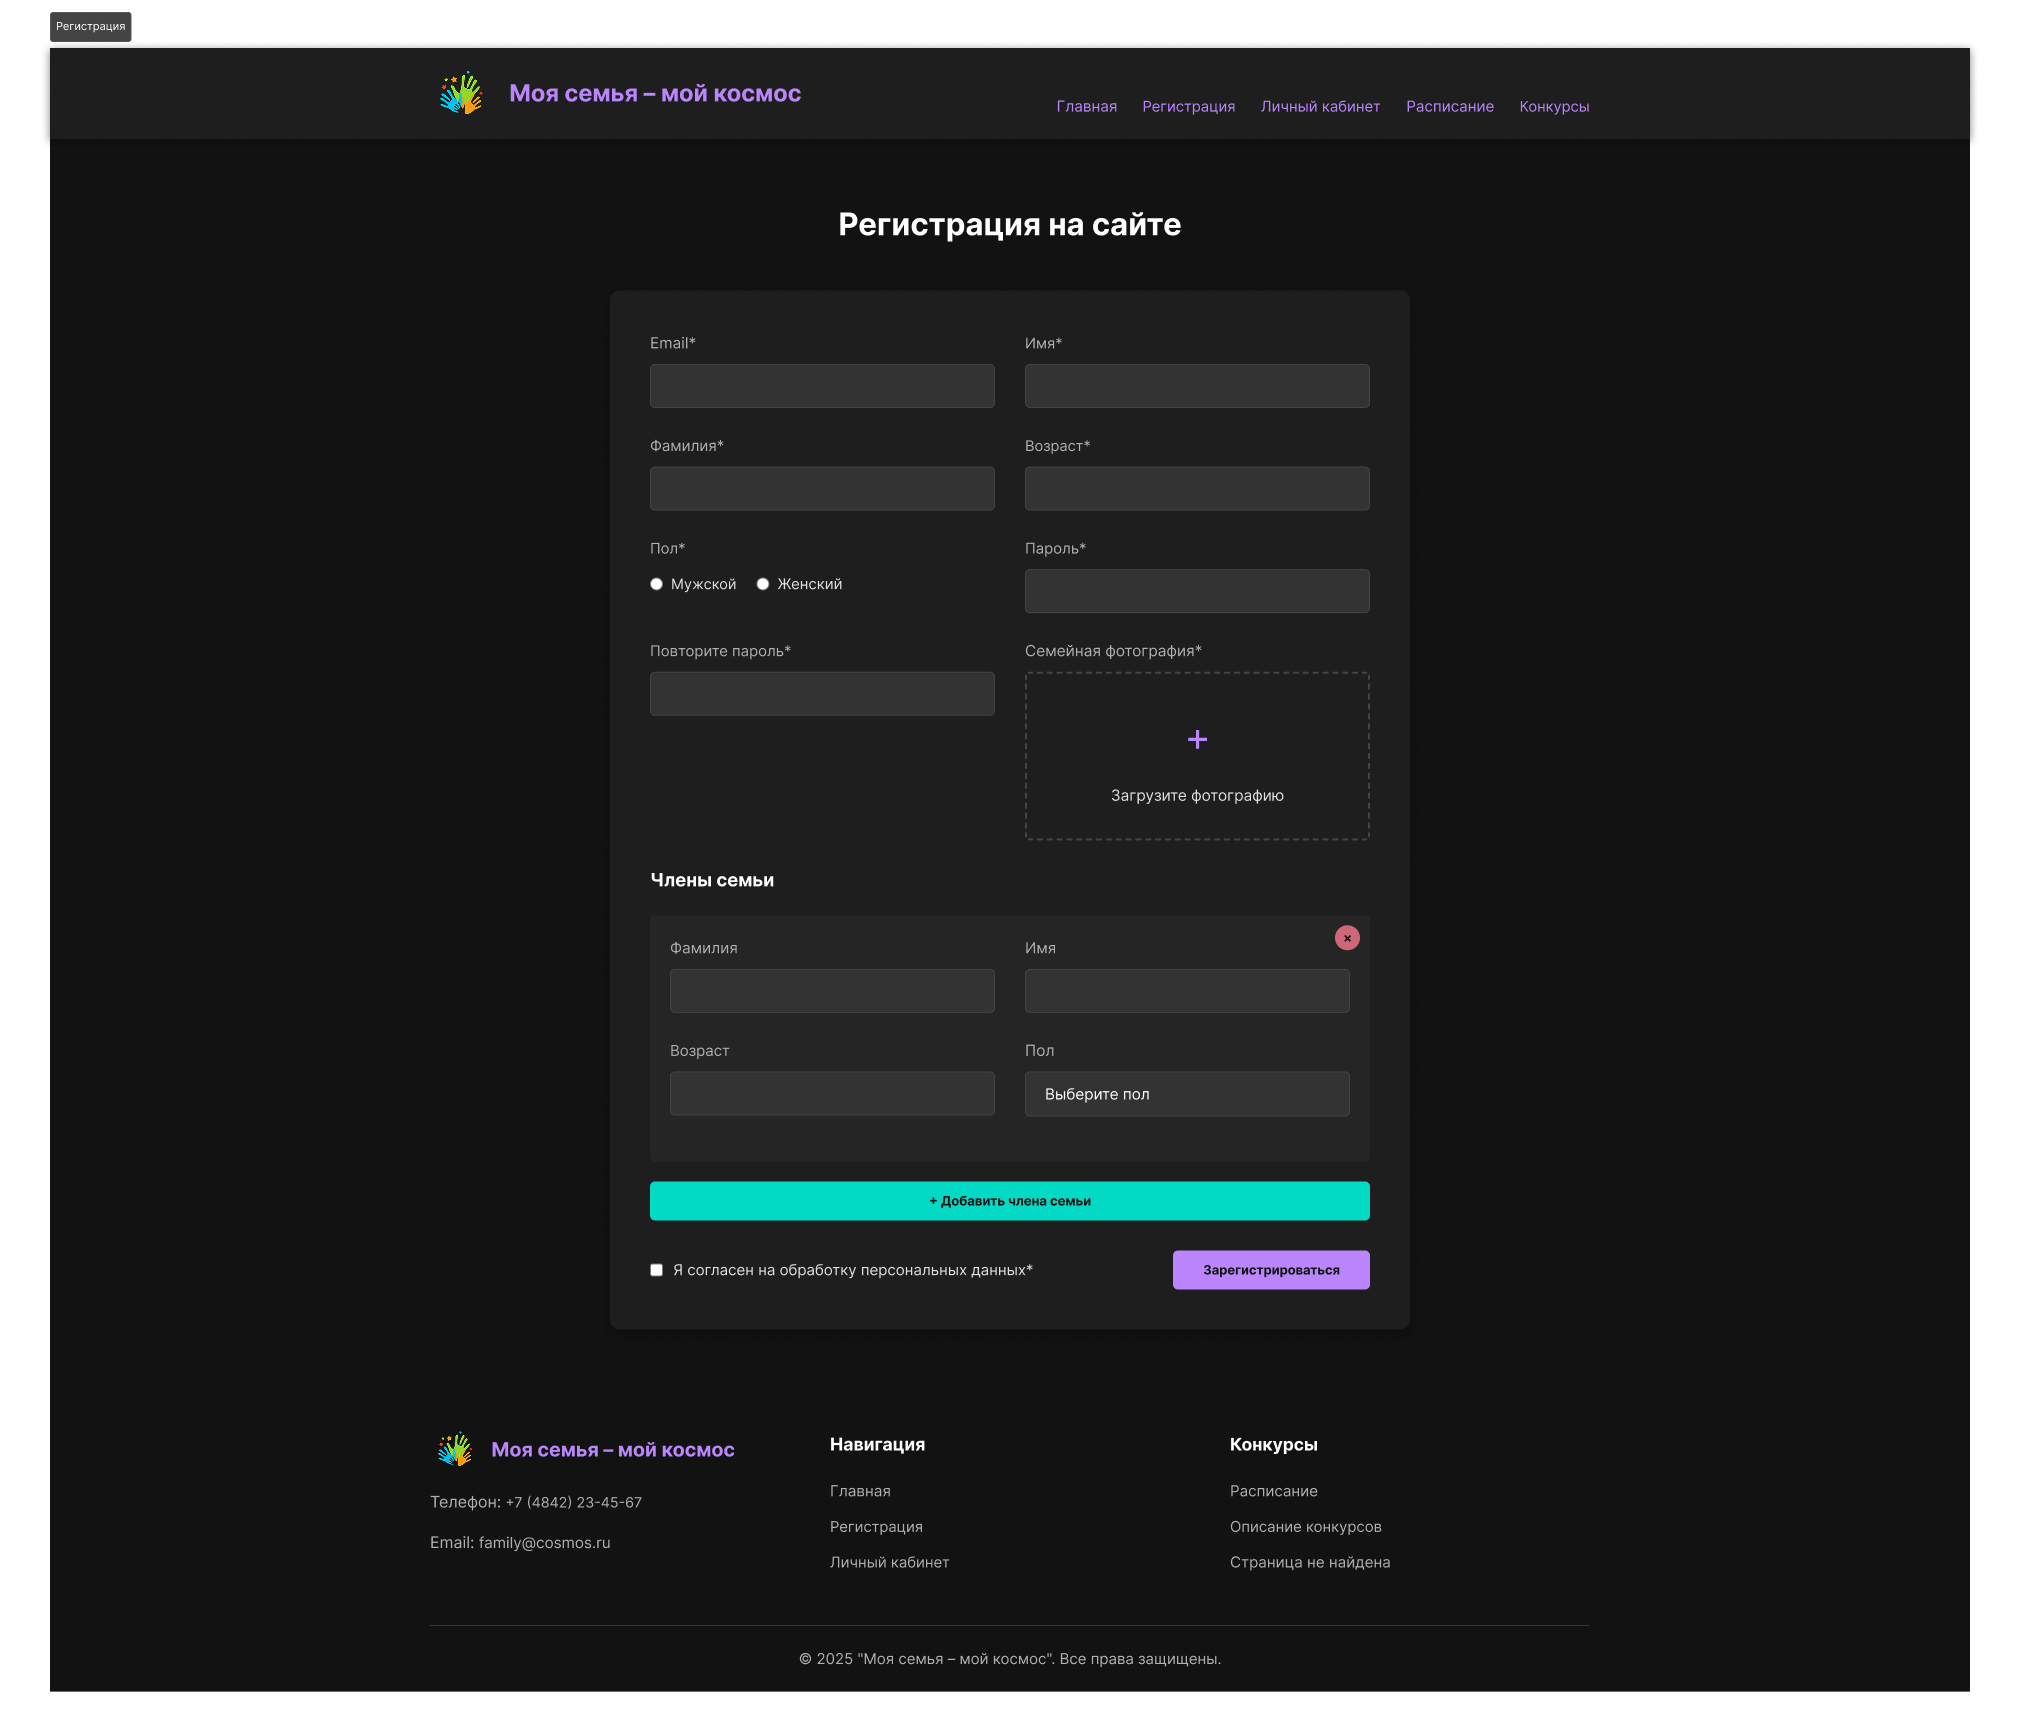 Регистрация
Моя семья – мой космос
Главная Регистрация Личный кабинет Расписание Конкурсы
Регистрация на сайте
Email* Имя*
Фамилия* Возраст*
Пол* Пароль*
Мужской Женский
Повторите пароль* Семейная фотография*
+
Загрузите фотографию
Члены семьи
×
Фамилия Имя
Возраст Пол
Выберите пол
+ Добавить члена семьи
Я согласен на обработку персональных данных* Зарегистрироваться
Моя семья – мой космос
Телефон: +7 (4842) 23-45-67
Email: family@cosmos.ru
Навигация
Главная
Регистрация
Личный кабинет
Конкурсы
Расписание
Описание конкурсов
Страница не найдена
© 2025 "Моя семья – мой космос". Все права защищены.